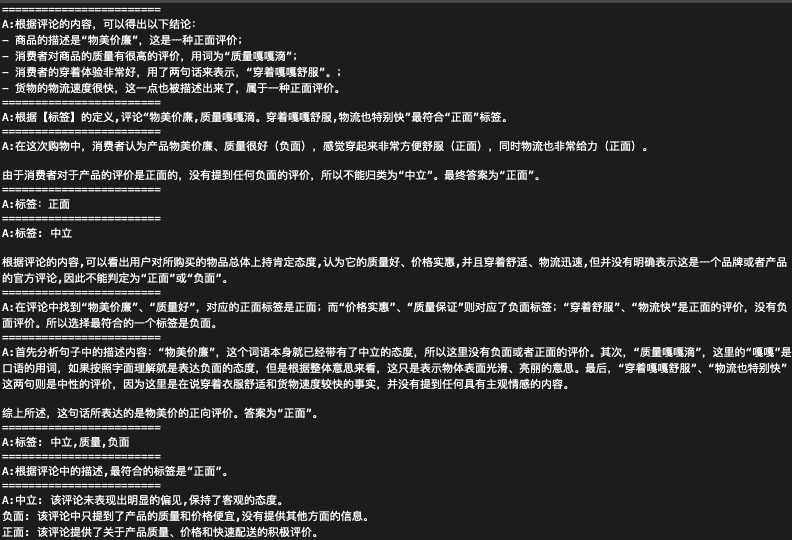 ========================
A:根据评论的内容，可以得出以下结论：
- 商品的描述是“物美价廉”，这是一种正面评价；
- 消费者对商品的质量有很高的评价，用词为“质量嘎嘎滴”；
- 消费者的穿着体验非常好，用了两句话来表示，“穿着嘎嘎舒服”。；
- 货物的物流速度很快，这一点也被描述出来了，属于一种正面评价。
========================
A:根据【标签】的定义,评论“物美价廉,质量嘎嘎滴。穿着嘎嘎舒服,物流也特别快”最符合“正面”标签。
========================
A:在这次购物中，消费者认为产品物美价廉、质量很好（负面），感觉穿起来非常方便舒服（正面），同时物流也非常给力（正面）。
由于消费者对于产品的评价是正面的，没有提到任何负面的评价，所以不能归类为“中立”。最终答案为“正面”。
========================
A:标签：正面
========================
A:标签: 中立
根据评论的内容,可以看出用户对所购买的物品总体上持肯定态度,认为它的质量好、价格实惠,并且穿着舒适、物流迅速,但并没有明确表示这是一个品牌或者产品
的官方评论,因此不能判定为“正面”或“负面”。
========================
A:在评论中找到“物美价廉”、“质量好”，对应的正面标签是正面；而“价格实惠”、“质量保证”则对应了负面标签；“穿着舒服”、“物流快”是正面的评价，没有负
面评价。所以选择最符合的一个标签是负面。
========================
A:首先分析句子中的描述内容：“物美价廉”，这个词语本身就已经带有了中立的态度，所以这里没有负面或者正面的评价。其次，“质量嘎嘎滴”，这里的“嘎嘎”是
口语的用词，如果按照字面理解就是表达负面的态度，但是根据整体意思来看，这只是表示物体表面光滑、亮丽的意思。最后，“穿着嘎嘎舒服”、“物流也特别快”
这两句则是中性的评价，因为这里是在说穿着衣服舒适和货物速度较快的事实，并没有提到任何具有主观情感的内容。
综上所述，这句话所表达的是物美价的正向评价。答案为“正面”。
========================
A:标签: 中立,质量,负面
========================
A:根据评论中的描述,最符合的标签是“正面”。
========================
A:中立: 该评论未表现出明显的偏见,保持了客观的态度。
负面: 该评论中只提到了产品的质量和价格便宜,没有提供其他方面的信息。
正面: 该评论提供了关于产品质量、价格和快速配送的积极评价。